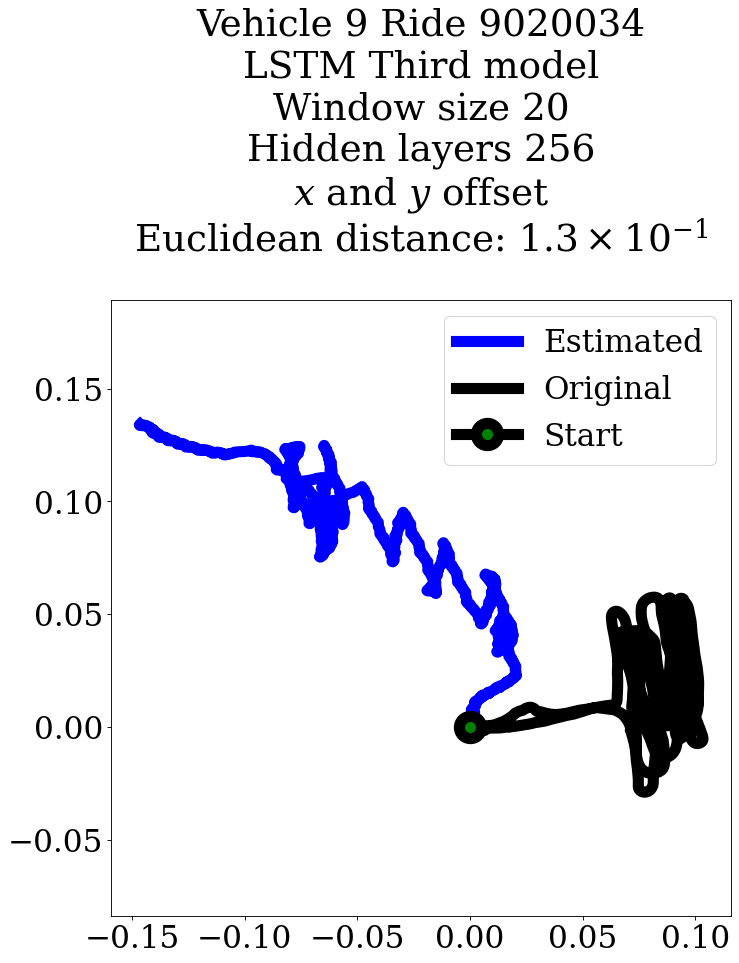 Vehicle 9 Ride 9020034
LSTM Third model
Window size 20
Hidden layers 256
x and y offset
Euclidean distance: 1.3 × 10⁻¹
Estimated
Original
Start
0.15
0.10
0.05
0.00
−0.05
−0.15 −0.10 −0.05 0.00 0.05 0.10